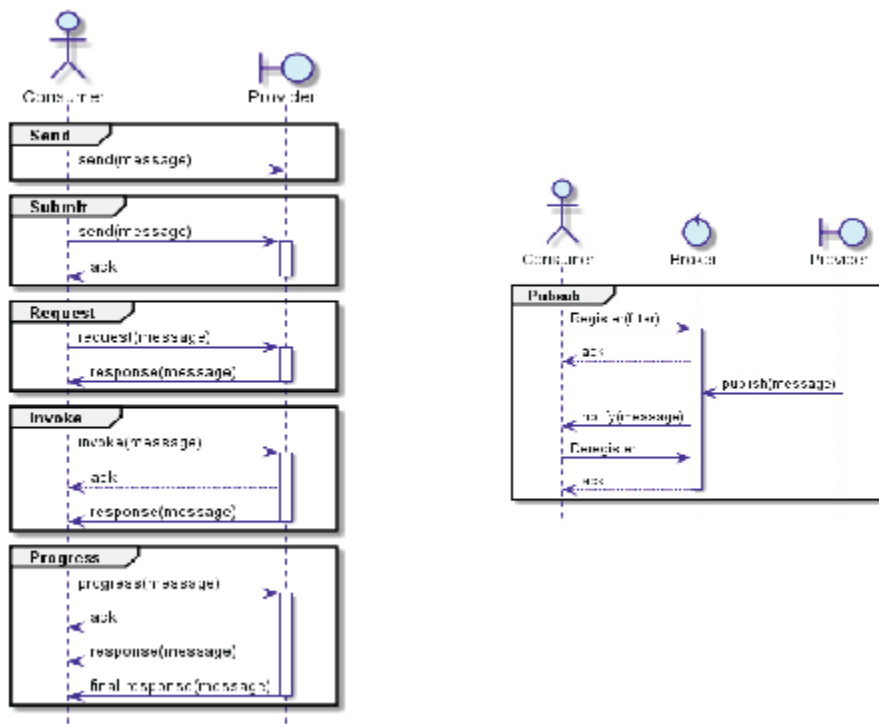 Consumer
Provider
Send
send(message)
Submit
send(message)
ack
Request
request(message)
response(message)
Invoke
invoke(message)
ack
response(message)
Progress
progress(message)
ack
response(message)
final response(message)
Consumer
Broker
Provider
Pubsub
Register(filter)
ack
publish(message)
notify(message)
Deregister
ack